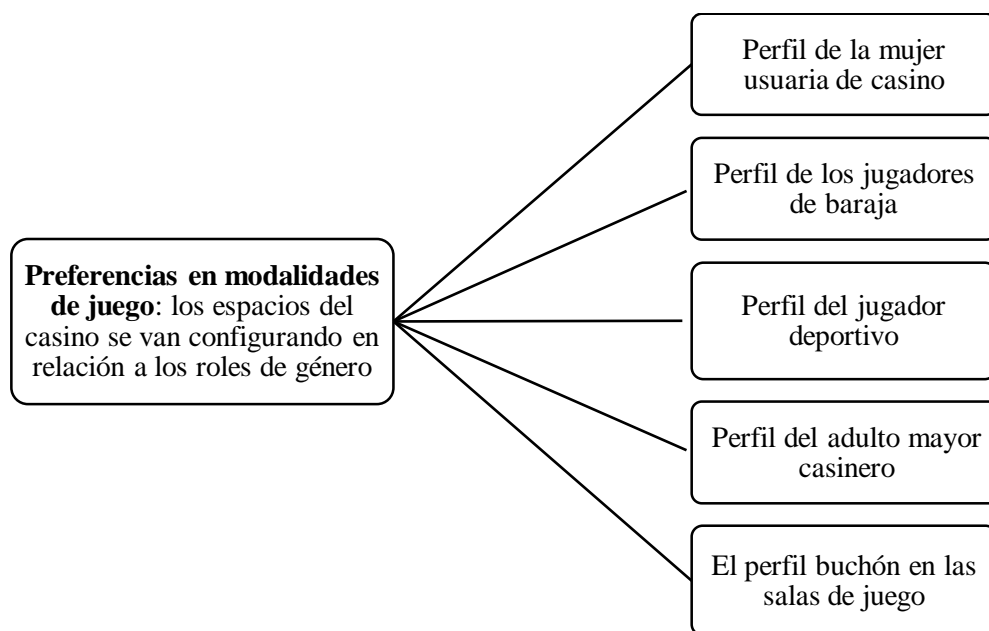 Preferencias en modalidades
de juego: los espacios del
casino se van configurando en
relación a los roles de género
Perfil de la mujer
usuaria de casino
Perfil de los jugadores
de baraja
Perfil del jugador
deportivo
Perfil del adulto mayor
casinero
El perfil buchón en las
salas de juego